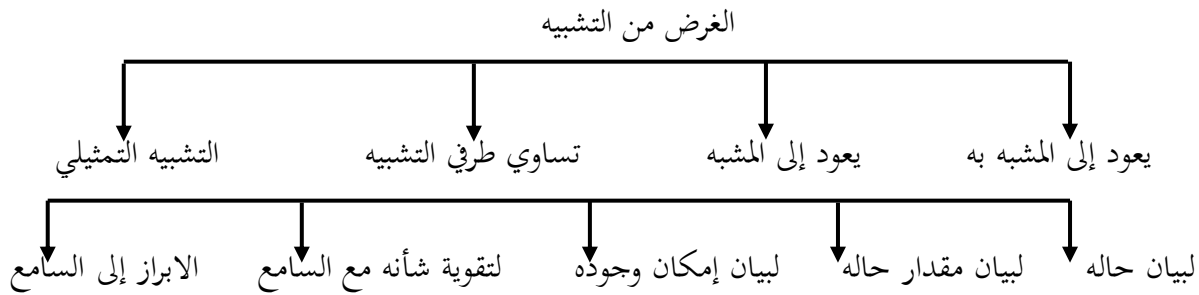 الغرض من التشبيه
يعود إلى المشبه به يعود إلى المشبه تساوي طرفي التشبيه التشبيه التمثيلي
لبيان حاله لبيان مقدار حاله لبيان إمكان وجوده لتقوية شأنه مع السامع الابراز إلى السامع